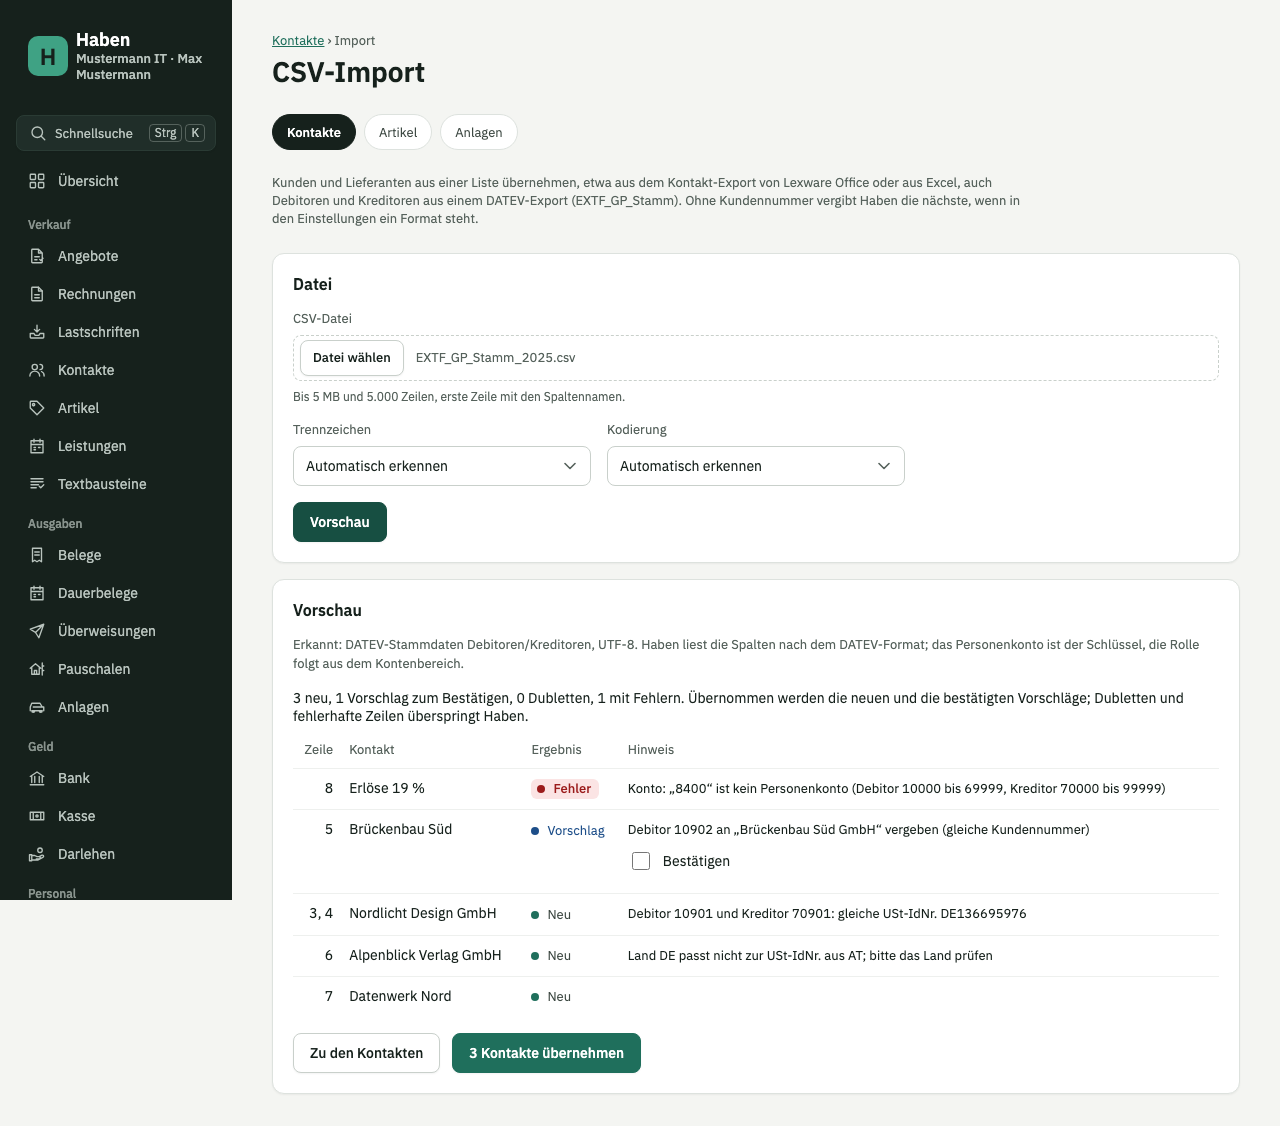 Haben
Mustermann IT · Max
Mustermann
Schnellsuche Strg K
Übersicht
Verkauf
Angebote
Rechnungen
Lastschriften
Kontakte
Artikel
Leistungen
Textbausteine
Ausgaben
Belege
Dauerbelege
Überweisungen
Pauschalen
Anlagen
Geld
Bank
Kasse
Darlehen
Personal
Kontakte › Import
CSV-Import
Kontakte Artikel Anlagen
Kunden und Lieferanten aus einer Liste übernehmen, etwa aus dem Kontakt-Export von Lexware Office oder aus Excel, auch
Debitoren und Kreditoren aus einem DATEV-Export (EXTF_GP_Stamm). Ohne Kundennummer vergibt Haben die nächste, wenn in
den Einstellungen ein Format steht.
Datei
CSV-Datei
Datei wählen EXTF_GP_Stamm_2025.csv
Bis 5 MB und 5.000 Zeilen, erste Zeile mit den Spaltennamen.
Trennzeichen Kodierung
Automatisch erkennen Automatisch erkennen
Vorschau
Vorschau
Erkannt: DATEV-Stammdaten Debitoren/Kreditoren, UTF-8. Haben liest die Spalten nach dem DATEV-Format; das Personenkonto ist der Schlüssel, die Rolle
folgt aus dem Kontenbereich.
3 neu, 1 Vorschlag zum Bestätigen, 0 Dubletten, 1 mit Fehlern. Übernommen werden die neuen und die bestätigten Vorschläge; Dubletten und
fehlerhafte Zeilen überspringt Haben.
Zeile Kontakt Ergebnis Hinweis
8 Erlöse 19 % Fehler Konto: „8400“ ist kein Personenkonto (Debitor 10000 bis 69999, Kreditor 70000 bis 99999)
5 Brückenbau Süd Vorschlag Debitor 10902 an „Brückenbau Süd GmbH“ vergeben (gleiche Kundennummer)
Bestätigen
3, 4 Nordlicht Design GmbH Neu Debitor 10901 und Kreditor 70901: gleiche USt-IdNr. DE136695976
6 Alpenblick Verlag GmbH Neu Land DE passt nicht zur USt-IdNr. aus AT; bitte das Land prüfen
7 Datenwerk Nord Neu
Zu den Kontakten 3 Kontakte übernehmen